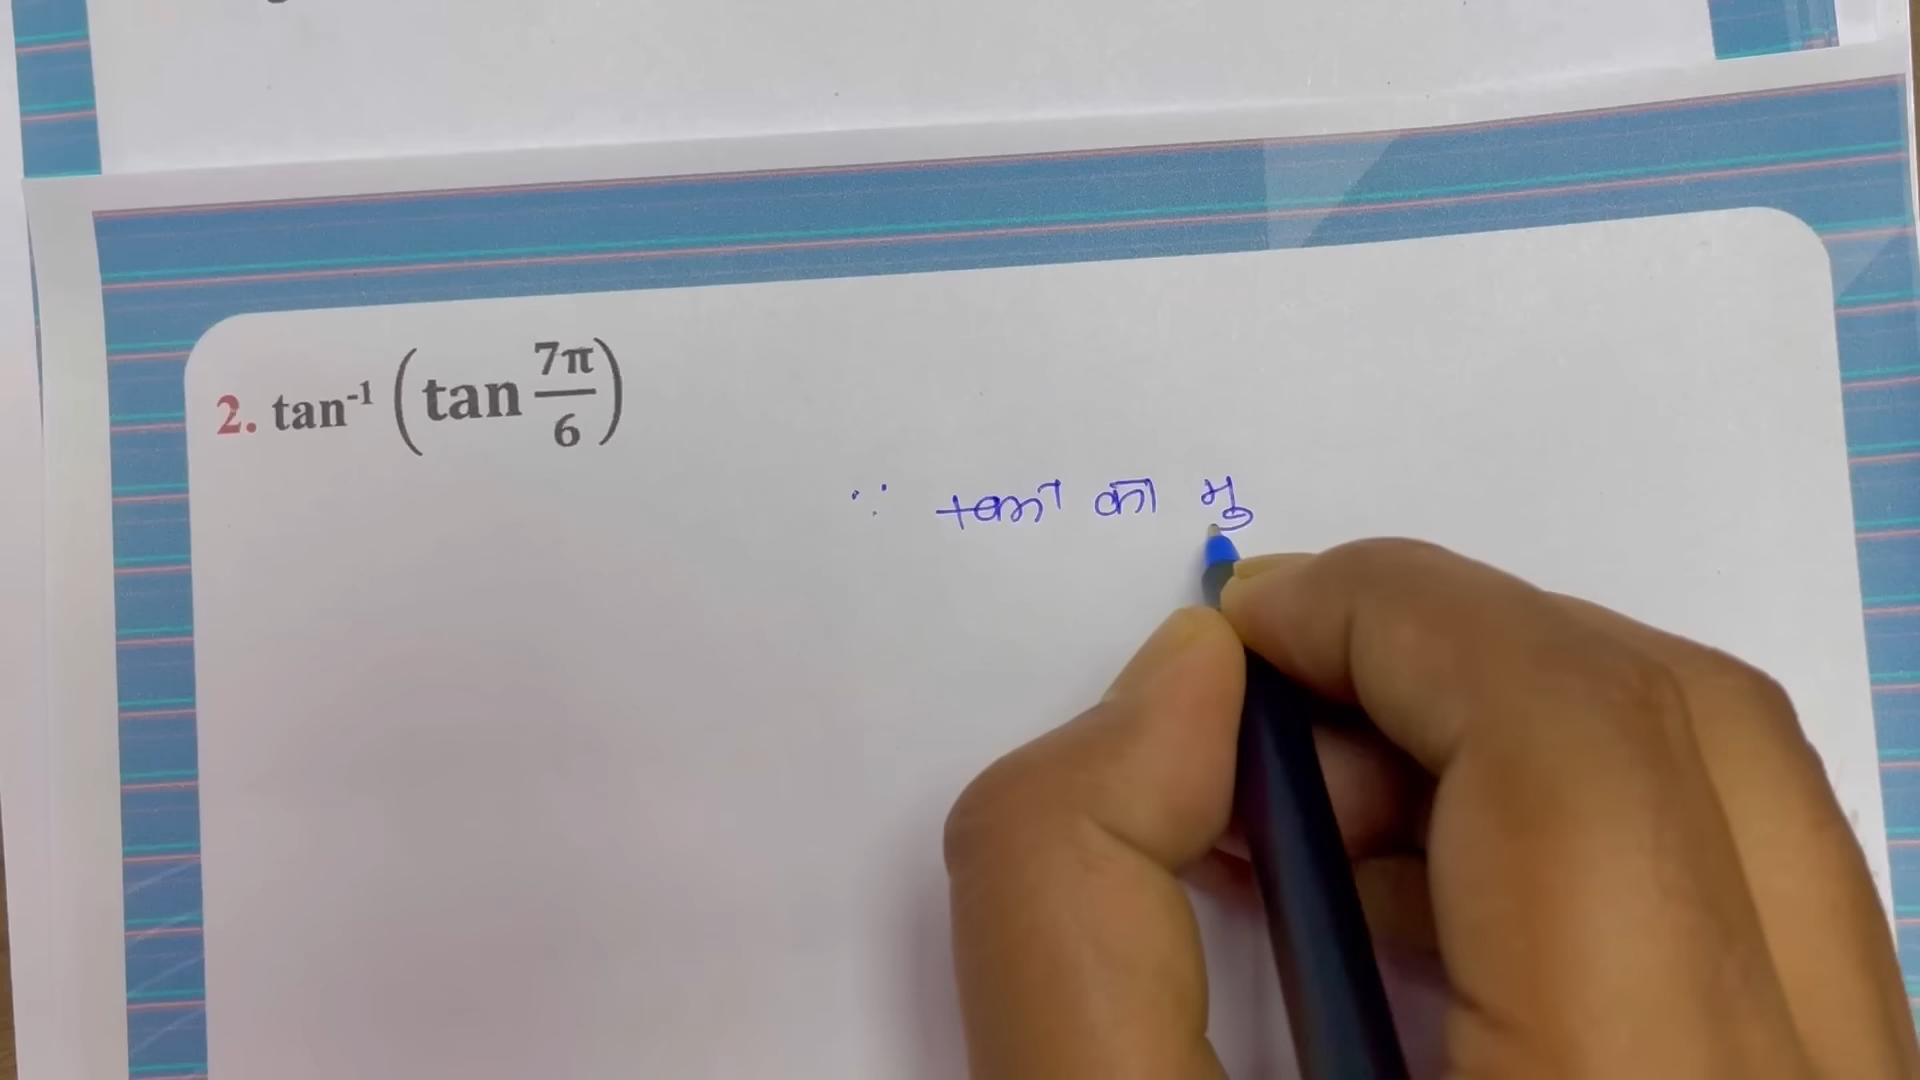 2. tan⁻¹ (tan 7π/6)
∵ tan⁻¹ का मु